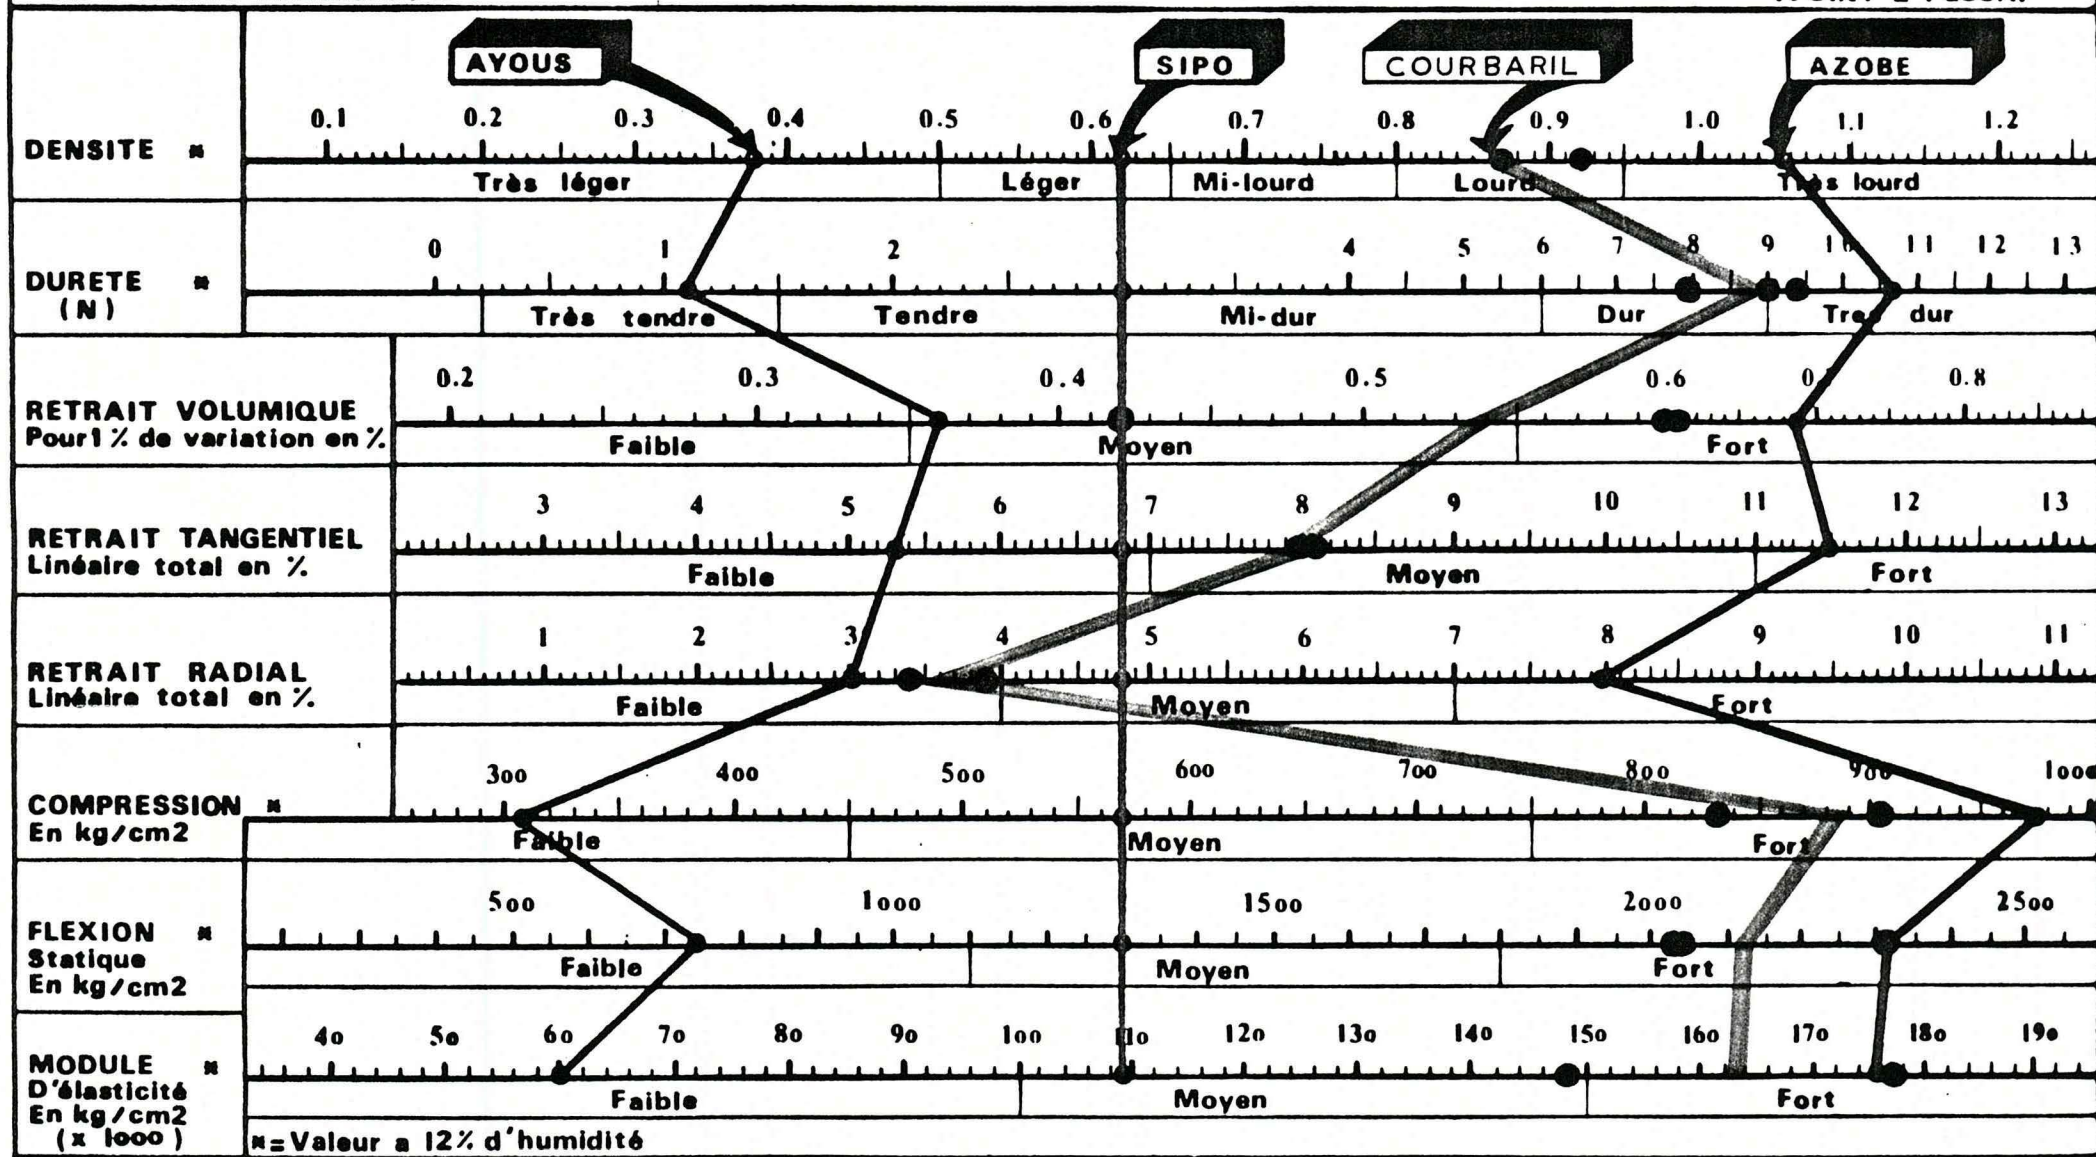 AYOUS SIPO COURBARIL AZOBE
0.1 0.2 0.3 0.4 0.5 0.6 0.7 0.8 0.9 1.0 1.1 1.2
DENSITE *
Très léger Léger Mi-lourd Lourd Très lourd
0 1 2 4 5 6 7 8 9 10 11 12 13
DURETE *
(N)
Très tendre Tendre Mi-dur Dur Tres dur
0.2 0.3 0.4 0.5 0.6 0.8
RETRAIT VOLUMIQUE
Pour 1 % de variation en %
Faible Moyen Fort
3 4 5 6 7 8 9 10 11 12 13
RETRAIT TANGENTIEL
Linéaire total en %
Faible Moyen Fort
1 2 3 4 5 6 7 8 9 10 11
RETRAIT RADIAL
Linéaire total en %
Faible Moyen Fort
300 400 500 600 700 800 900 1000
COMPRESSION *
En kg/cm2
Faible Moyen Fort
500 1000 1500 2000 2500
FLEXION *
Statique
En kg/cm2
Faible Moyen Fort
40 50 60 70 80 90 100 110 120 130 140 150 160 170 180 190
MODULE *
D'élasticité
En kg/cm2
(x 1000)
Faible Moyen Fort
*=Valeur a 12% d'humidité